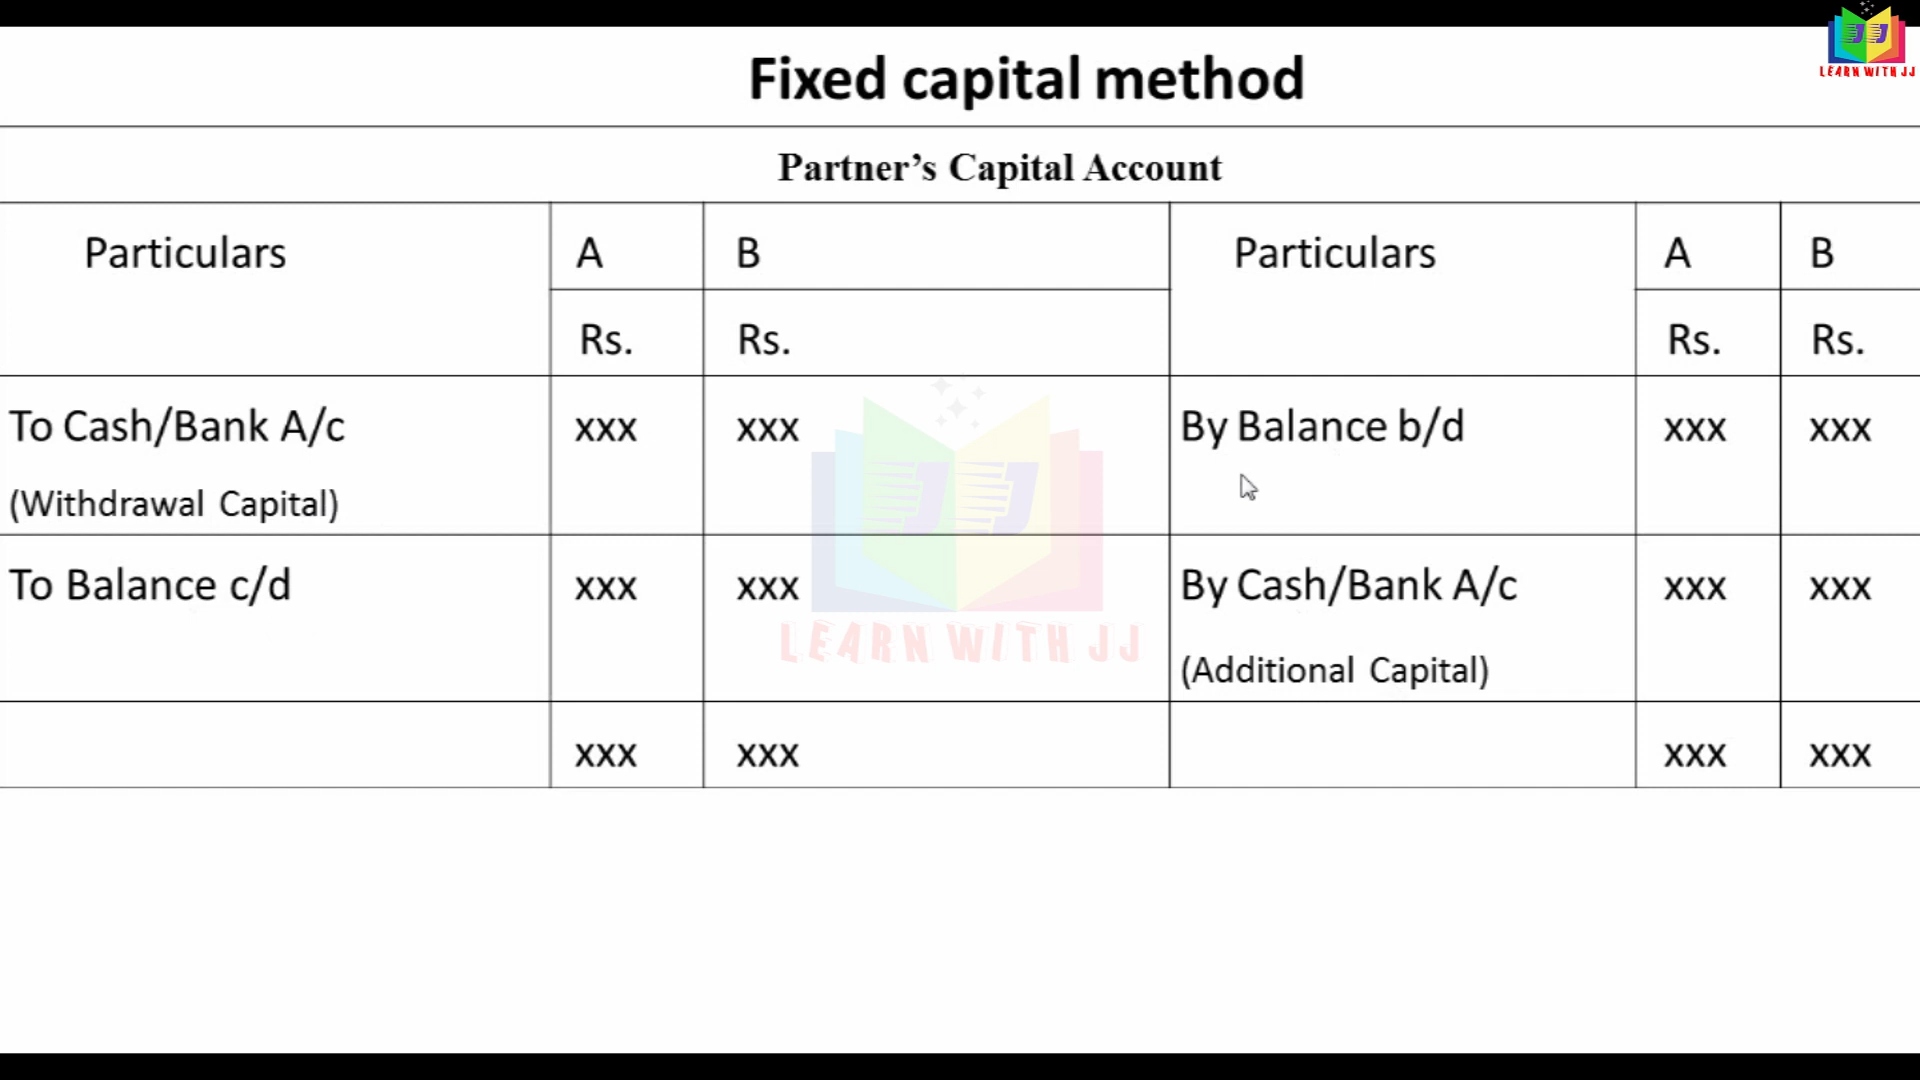 LEARN WITH JJ
Fixed capital method
Partner’s Capital Account
Particulars A B Particulars A B
Rs. Rs. Rs. Rs.
To Cash/Bank A/c xxx xxx By Balance b/d xxx xxx
(Withdrawal Capital)
To Balance c/d xxx xxx By Cash/Bank A/c xxx xxx
LEARN WITH JJ
(Additional Capital)
xxx xxx xxx xxx